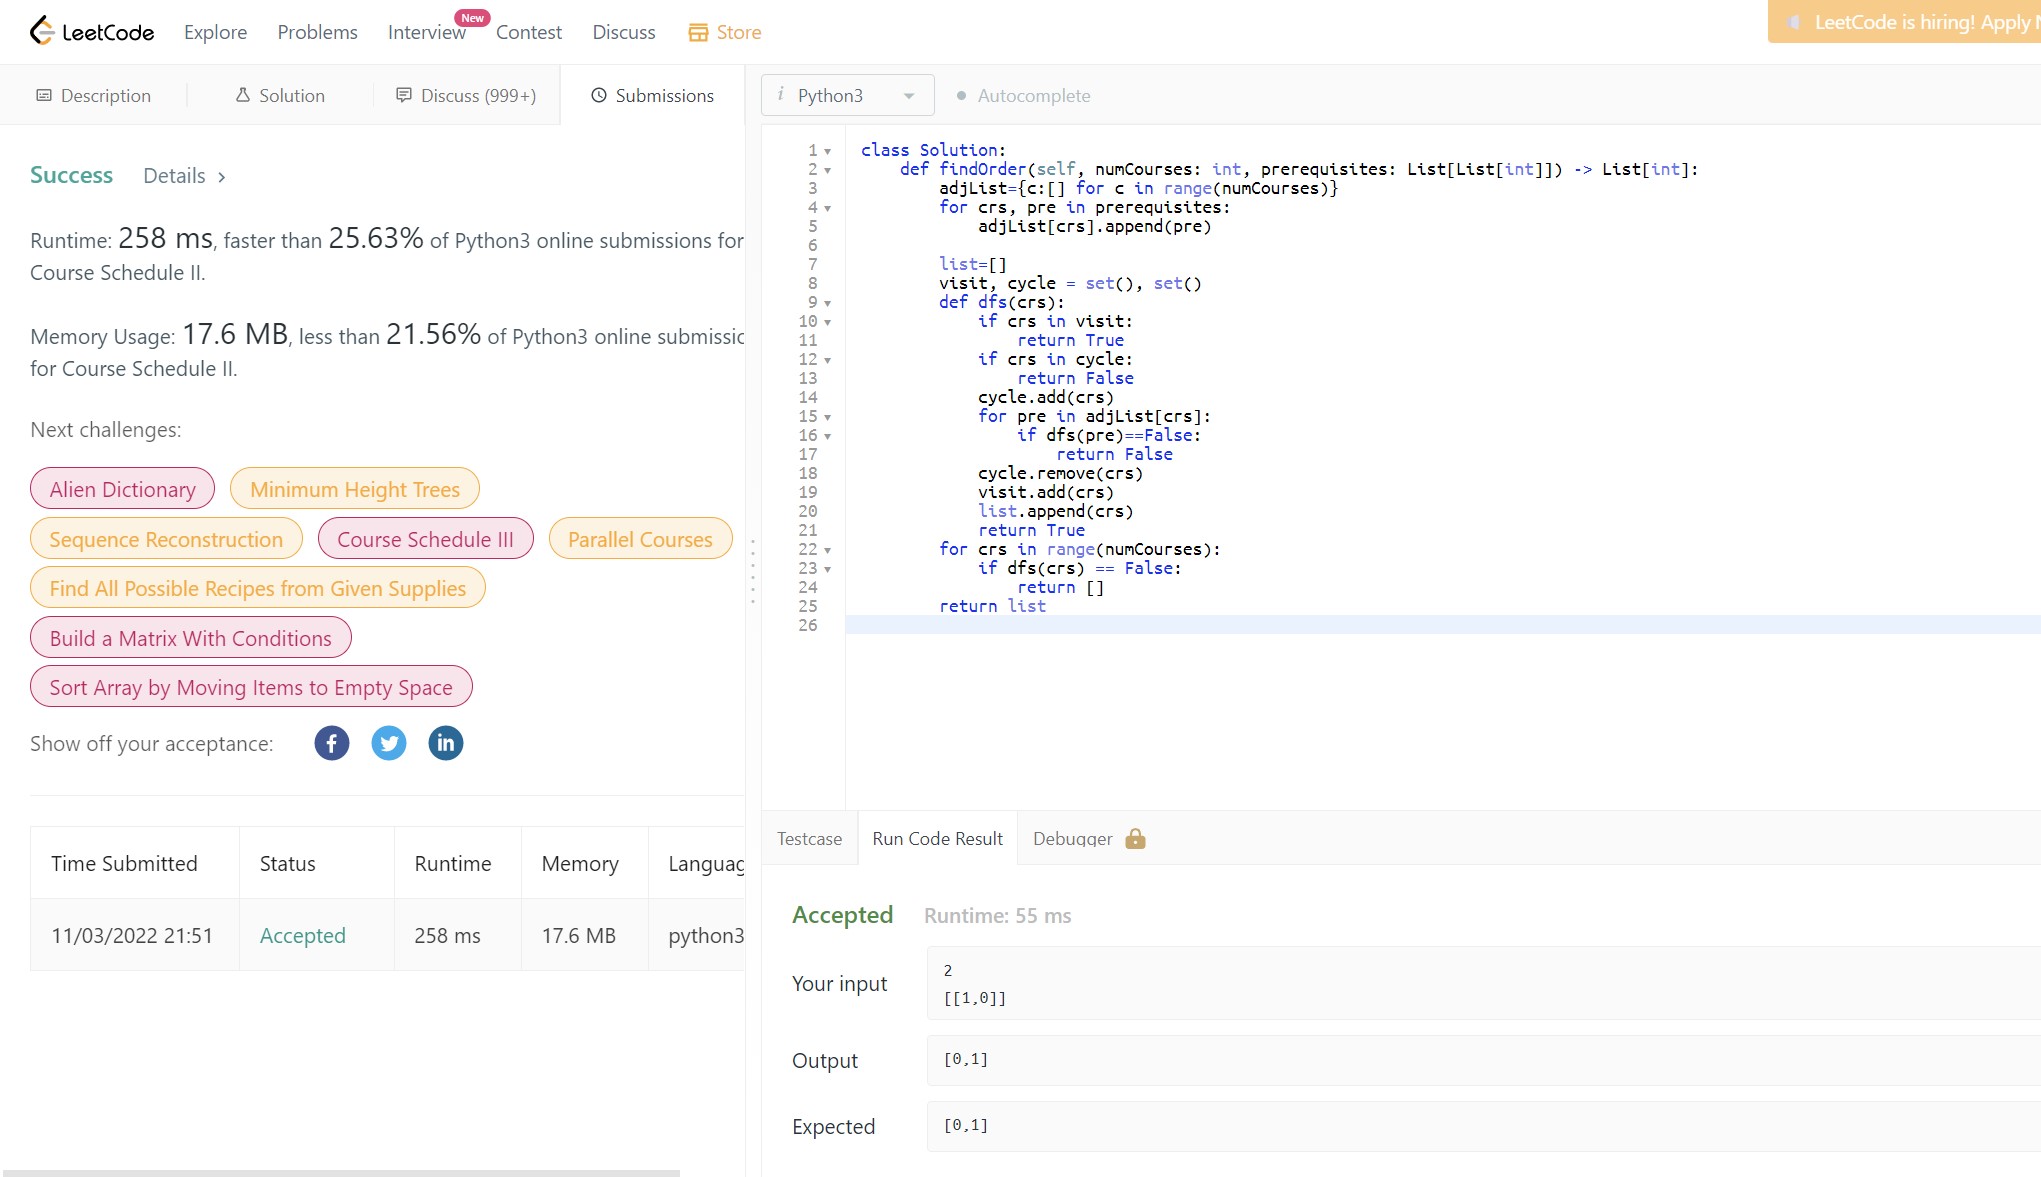 LeetCode Explore Problems Interview New Contest Discuss Store LeetCode is hiring! Apply
Description Solution Discuss (999+) Submissions
i Python3 Autocomplete
Success Details >
Runtime: 258 ms, faster than 25.63% of Python3 online submissions for
Course Schedule II.
Memory Usage: 17.6 MB, less than 21.56% of Python3 online
for Course Schedule II.
Next challenges:
Alien Dictionary Minimum Height Trees
Sequence Reconstruction Course Schedule III Parallel Courses
Find All Possible Recipes from Given Supplies
Build a Matrix With Conditions
Sort Array by Moving Items to Empty Space
Show off your acceptance: f in
Time Submitted Status Runtime Memory
11/03/2022 21:51 Accepted 258 ms 17.6 MB python3
1 class Solution:
2     def findOrder(self, numCourses: int, prerequisites: List[List[int]]) -> List[int]:
3         adjList={c:[] for c in range(numCourses)}
4         for crs, pre in prerequisites:
5             adjList[crs].append(pre)
6
7         list=[]
8         visit, cycle = set(), set()
9         def dfs(crs):
10             if crs in visit:
11                 return True
12             if crs in cycle:
13                 return False
14             cycle.add(crs)
15             for pre in adjList[crs]:
16                 if dfs(pre)==False:
17                     return False
18             cycle.remove(crs)
19             visit.add(crs)
20             list.append(crs)
21             return True
22         for crs in range(numCourses):
23             if dfs(crs) == False:
24                 return []
25         return list
26
Testcase Run Code Result Debugger
Accepted Runtime: 55 ms
Your input
2
[[1,0]]
Output
[0,1]
Expected
[0,1]